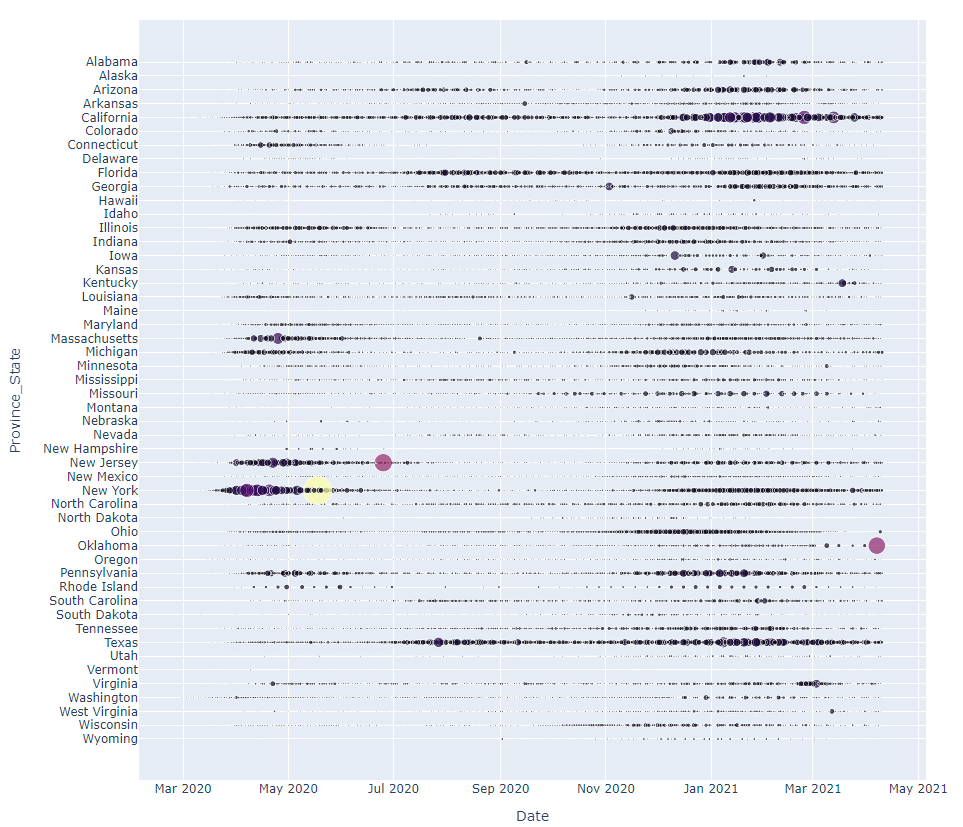 Alabama
Alaska
Arizona
Arkansas
California
Colorado
Connecticut
Delaware
Florida
Georgia
Hawaii
Idaho
Illinois
Indiana
Iowa
Kansas
Kentucky
Louisiana
Maine
Maryland
Massachusetts
Michigan
Minnesota
Mississippi
Missouri
Montana
Nebraska
Nevada
New Hampshire
New Jersey
New Mexico
New York
North Carolina
North Dakota
Ohio
Oklahoma
Oregon
Pennsylvania
Rhode Island
South Carolina
South Dakota
Tennessee
Texas
Utah
Vermont
Virginia
Washington
West Virginia
Wisconsin
Wyoming
Province_State
Mar 2020 May 2020 Jul 2020 Sep 2020 Nov 2020 Jan 2021 Mar 2021 May 2021
Date